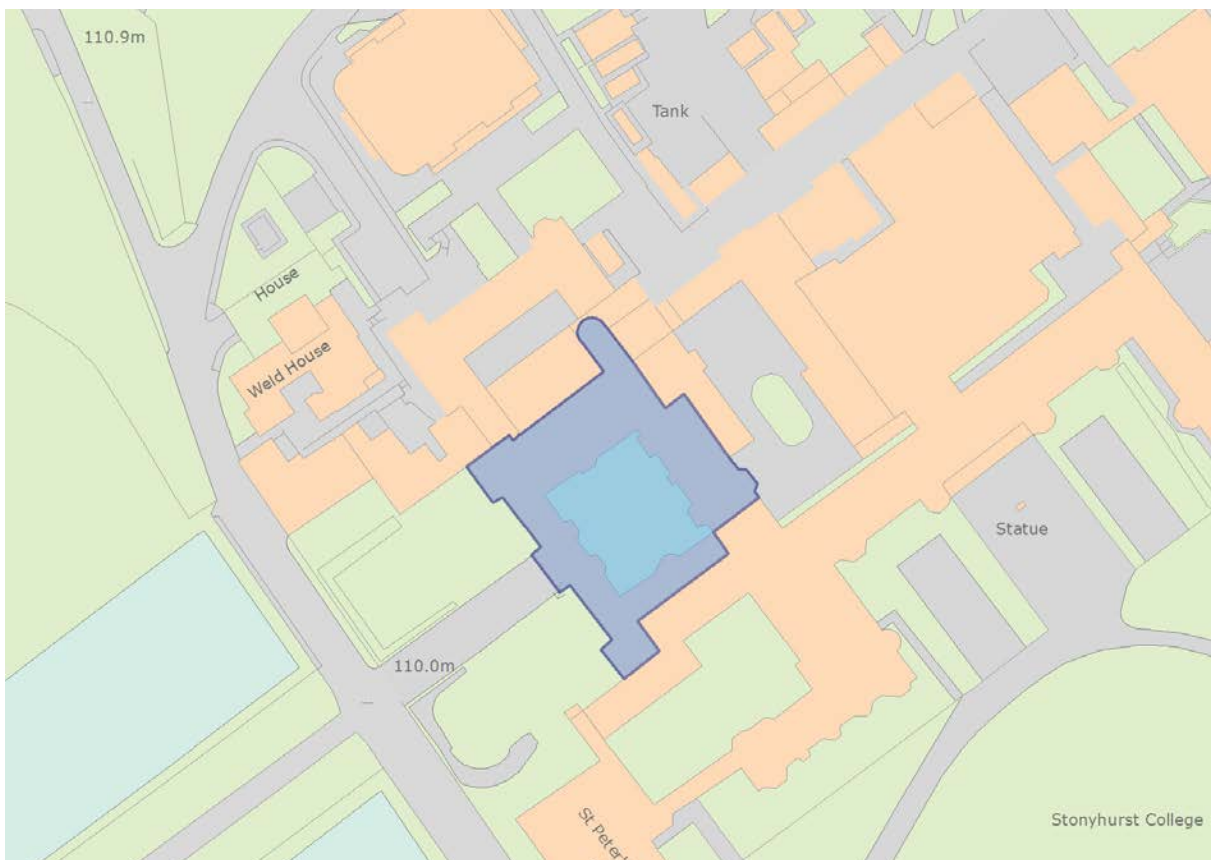 110.9m
Tank
House
Weld House
Statue
110.0m
Stonyhurst College
St Peter